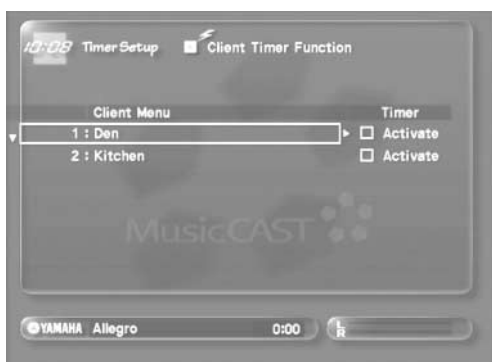 10:08 Timer Setup Client Timer Function
Client Menu Timer
1 : Den Activate
2 : Kitchen Activate
MusicCAST
YAMAHA Allegro 0:00 L
R